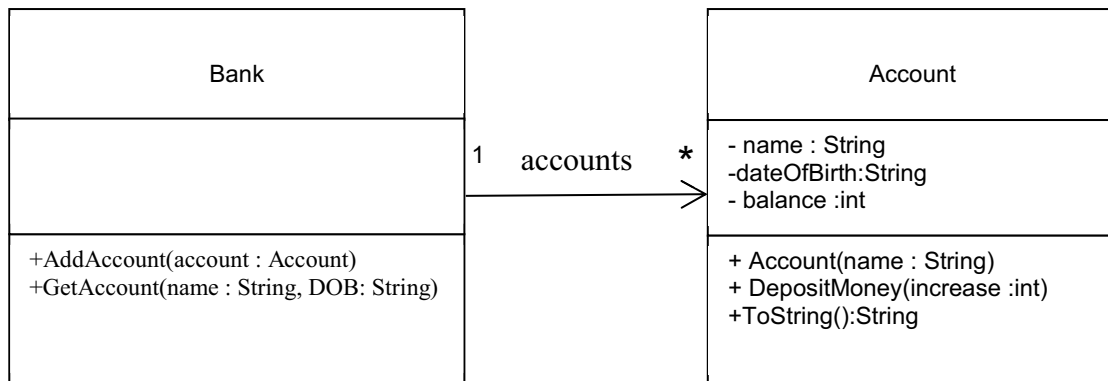 Bank
+AddAccount(account : Account)
+GetAccount(name : String, DOB: String)
1 accounts *
Account
- name : String
-dateOfBirth:String
- balance :int
+ Account(name : String)
+ DepositMoney(increase :int)
+ToString():String